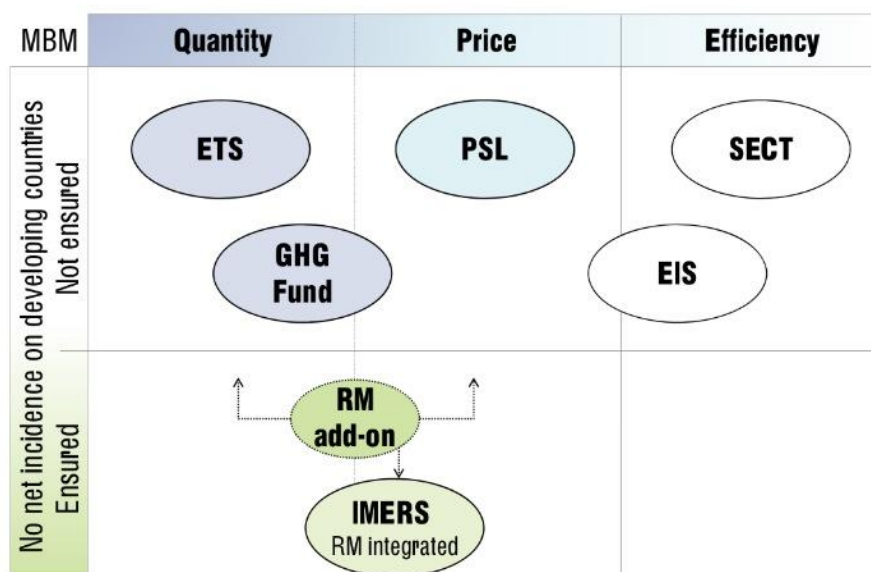 MBM
Quantity
Price
Efficiency
No net incidence on developing countries
Not ensured
Ensured
ETS
PSL
SECT
GHG
Fund
EIS
RM
add-on
IMERS
RM integrated